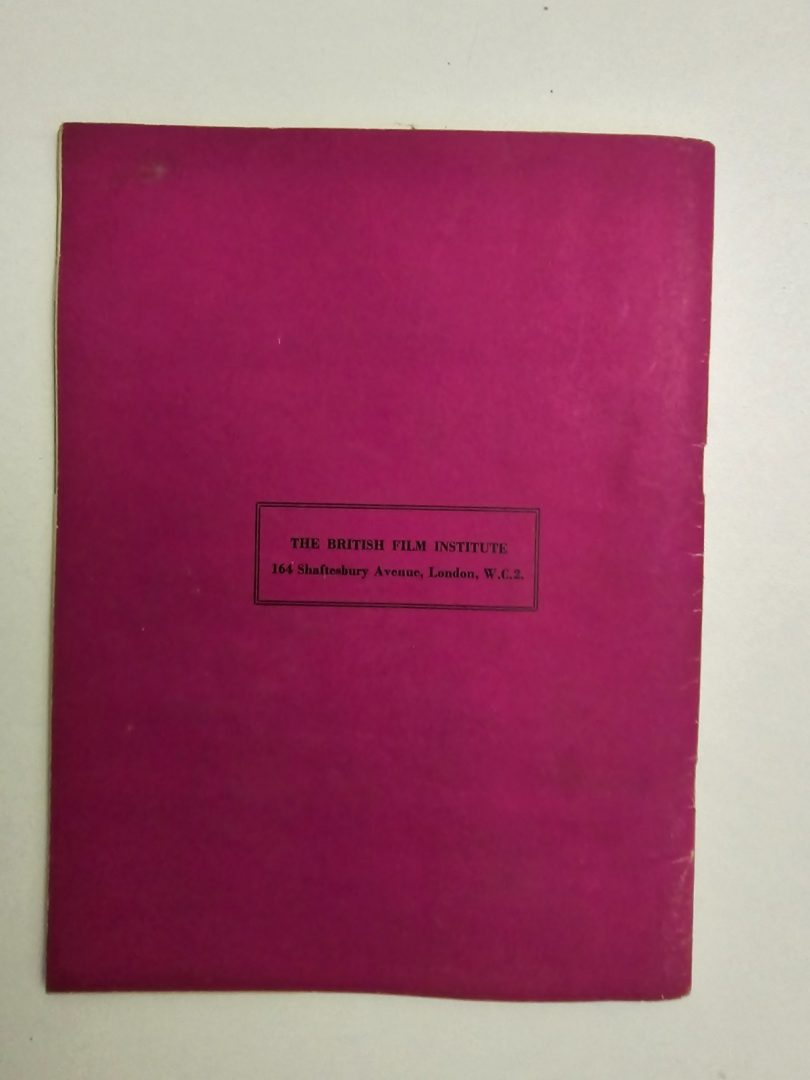 THE BRITISH FILM INSTITUTE
164 Shaftesbury Avenue, London, W.C.2.